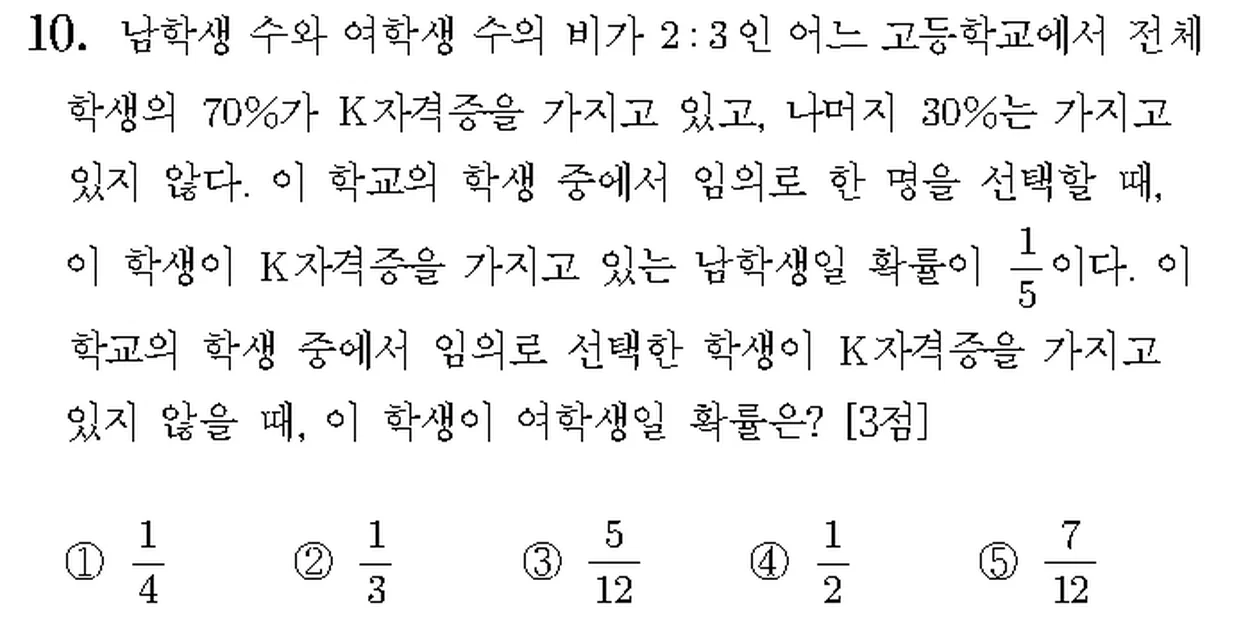 10. 남학생 수와 여학생 수의 비가 2:3인 어느 고등학교에서 전체
학생의 70%가 K자격증을 가지고 있고, 나머지 30%는 가지고
있지 않다. 이 학교의 학생 중에서 임의로 한 명을 선택할 때,
이 학생이 K자격증을 가지고 있는 남학생일 확률이 1/5이다. 이
학교의 학생 중에서 임의로 선택한 학생이 K자격증을 가지고
있지 않을 때, 이 학생이 여학생일 확률은? [3점]
① 1/4 ② 1/3 ③ 5/12 ④ 1/2 ⑤ 7/12